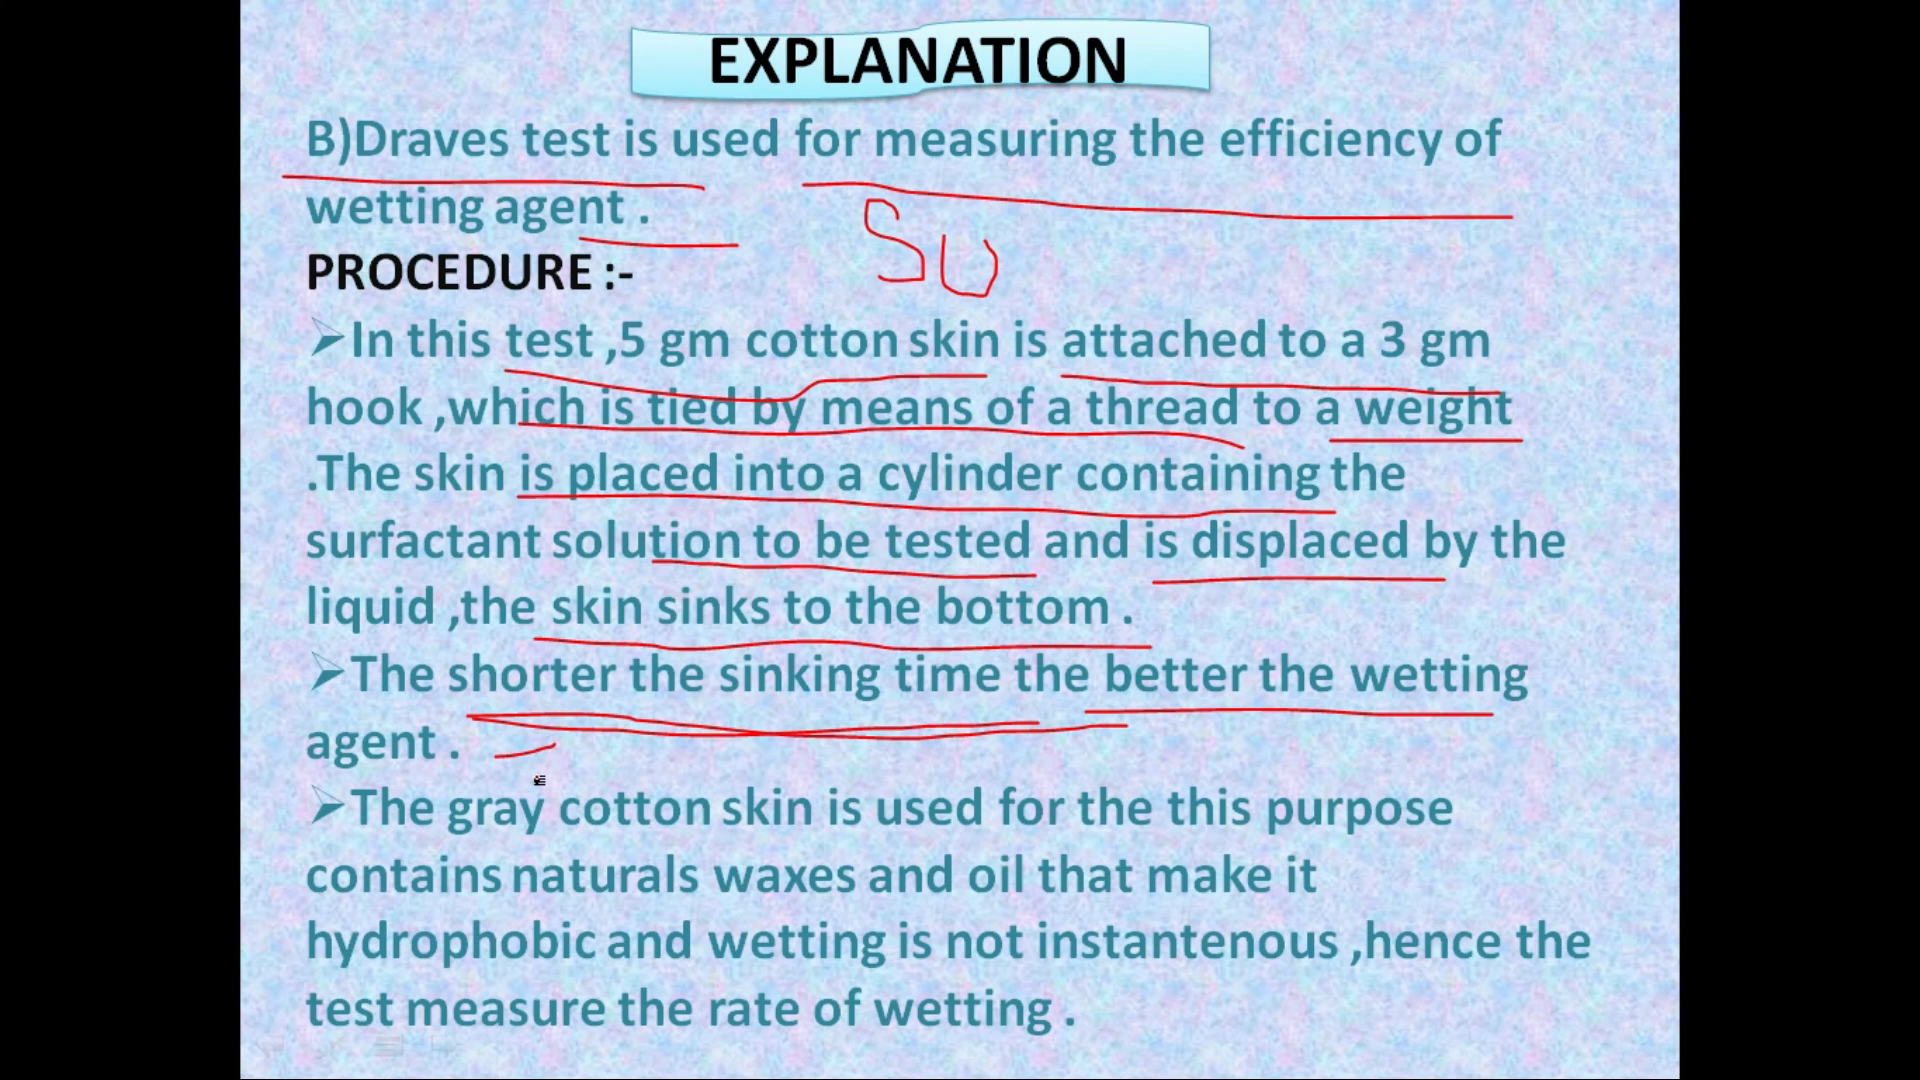 EXPLANATION
B)Draves test is used for measuring the efficiency of
wetting agent .
SU
PROCEDURE :-
➢In this test ,5 gm cotton skin is attached to a 3 gm
hook ,which is tied by means of a thread to a weight
.The skin is placed into a cylinder containing the
surfactant solution to be tested and is displaced by the
liquid ,the skin sinks to the bottom .
➢The shorter the sinking time the better the wetting
agent .
➢The gray cotton skin is used for the this purpose
contains naturals waxes and oil that make it
hydrophobic and wetting is not instantenous ,hence the
test measure the rate of wetting .